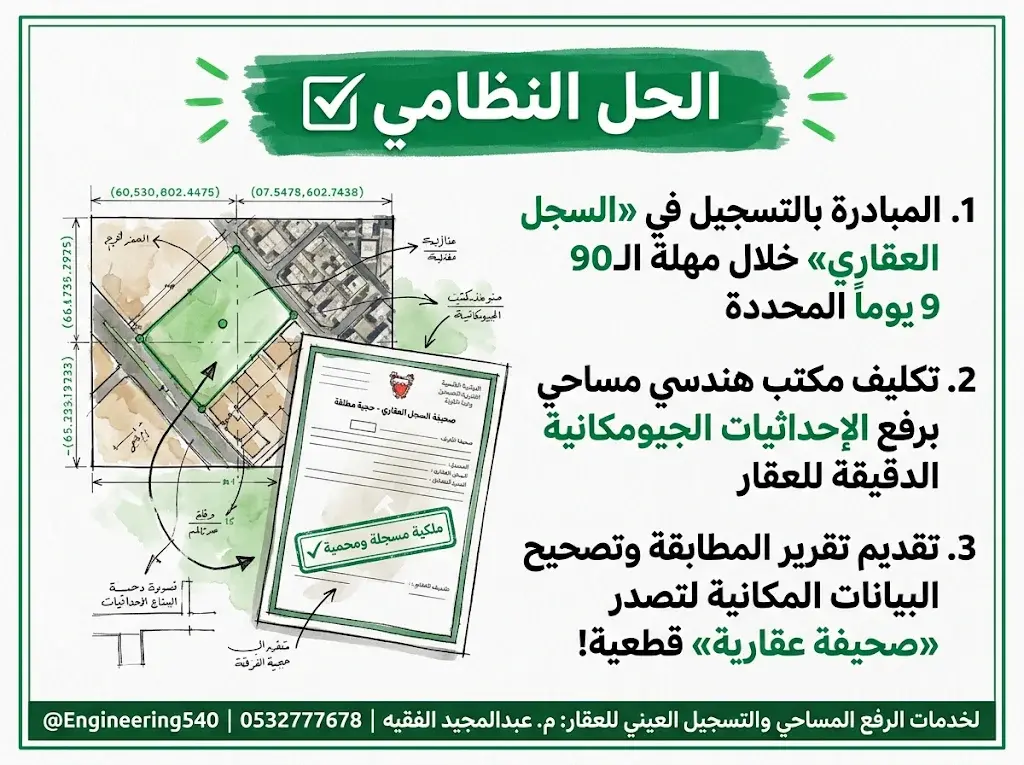 الحل النظامي
1. المبادرة بالتسجيل في «السجل
العقاري» خلال مهلة الـ90
9 يوماً المحددة
2. تكليف مكتب هندسي مساحي
برفع الإحداثيات الجيومكانية
الدقيقة للعقار
3. تقديم تقرير المطابقة وتصحيح
البيانات المكانية لتصدر
«صحيفة عقارية» قطعية!
(60,530,802.4475)
(07.5478,602.7438)
صحيفة السجل العقاري - حجية مطلقة
ملكية مسجلة ومحمية ✓
لخدمات الرفع المساحي والتسجيل العيني للعقار: م. عبدالمجيد الفقيه | 0532777678 | @Engineering540